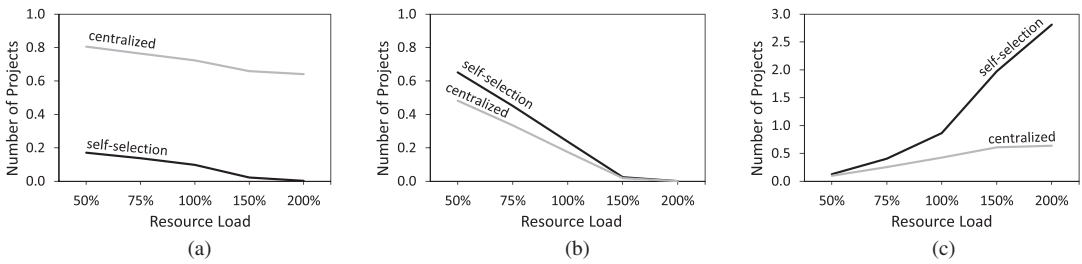 Number of Projects
1.0
0.8
0.6
0.4
0.2
0.0
centralized
self-selection
50% 75% 100% 150% 200%
Resource Load
(a)
Number of Projects
1.0
0.8
0.6
0.4
0.2
0.0
self-selection
centralized
50% 75% 100% 150% 200%
Resource Load
(b)
Number of Projects
3.0
2.5
2.0
1.5
1.0
0.5
0.0
self-selection
centralized
50% 75% 100% 150% 200%
Resource Load
(c)